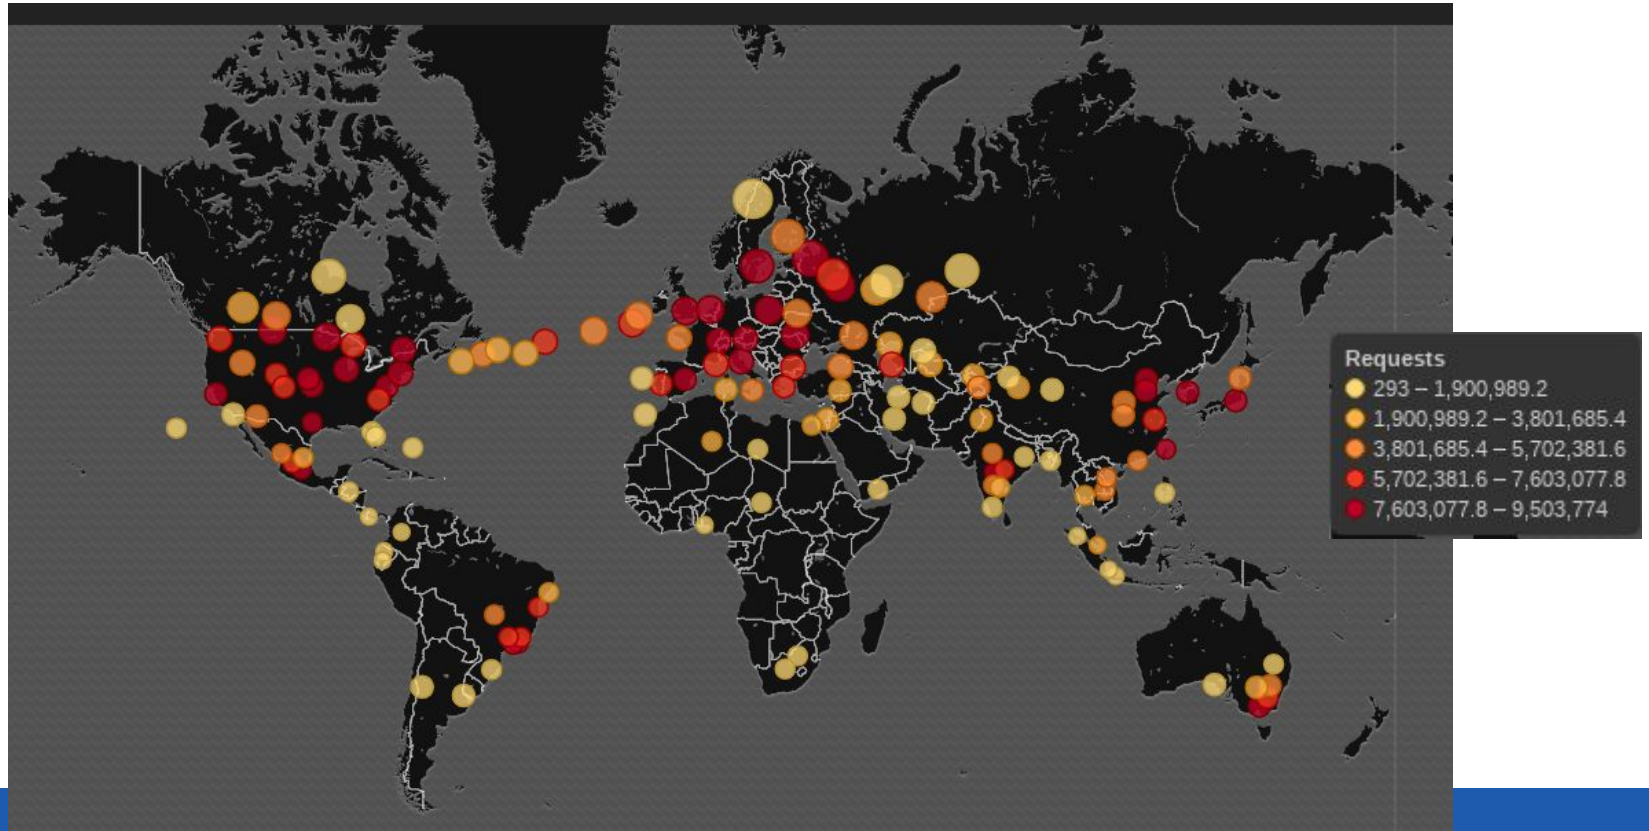 Requests
293 – 1,900,989.2
1,900,989.2 – 3,801,685.4
3,801,685.4 – 5,702,381.6
5,702,381.6 – 7,603,077.8
7,603,077.8 – 9,503,774